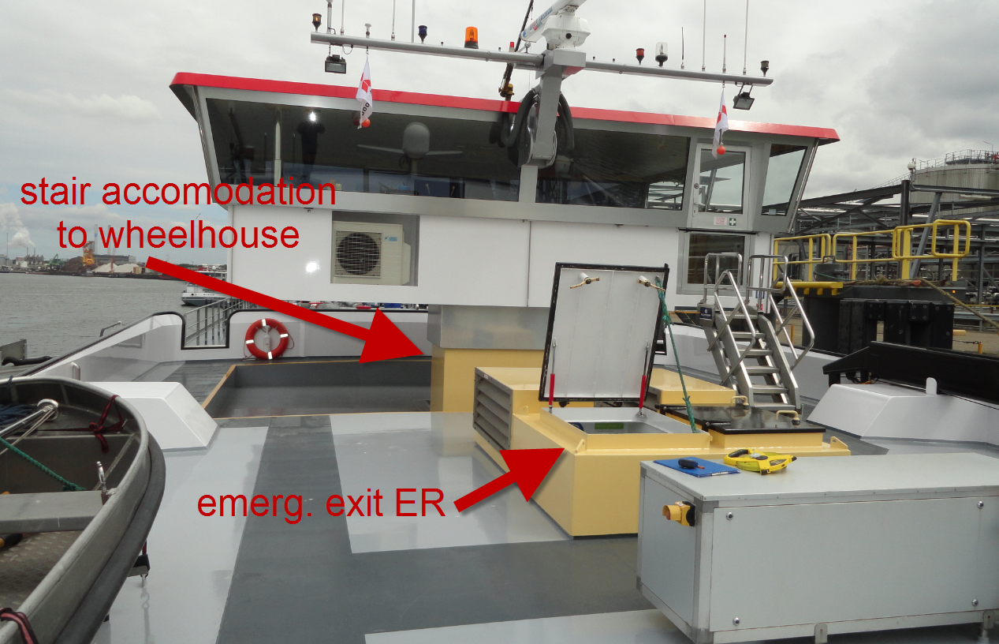 stair accomodation
to wheelhouse
emerg. exit ER